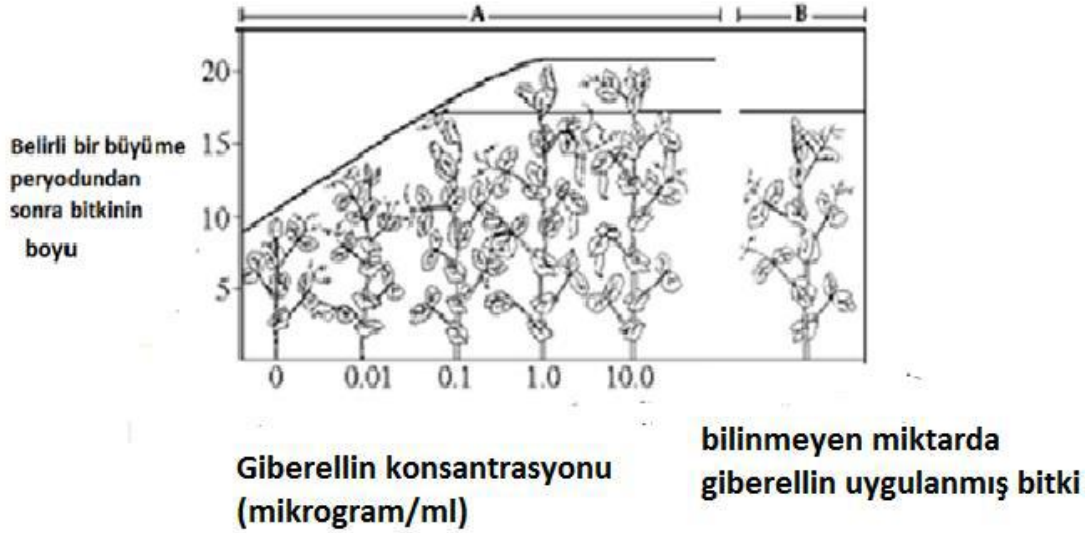 A
B
20
15
10
5
Belirli bir büyüme
peryodundan
sonra bitkinin
boyu
0 0.01 0.1 1.0 10.0
Giberellin konsantrasyonu
(mikrogram/ml)
bilinmeyen miktarda
giberellin uygulanmış bitki